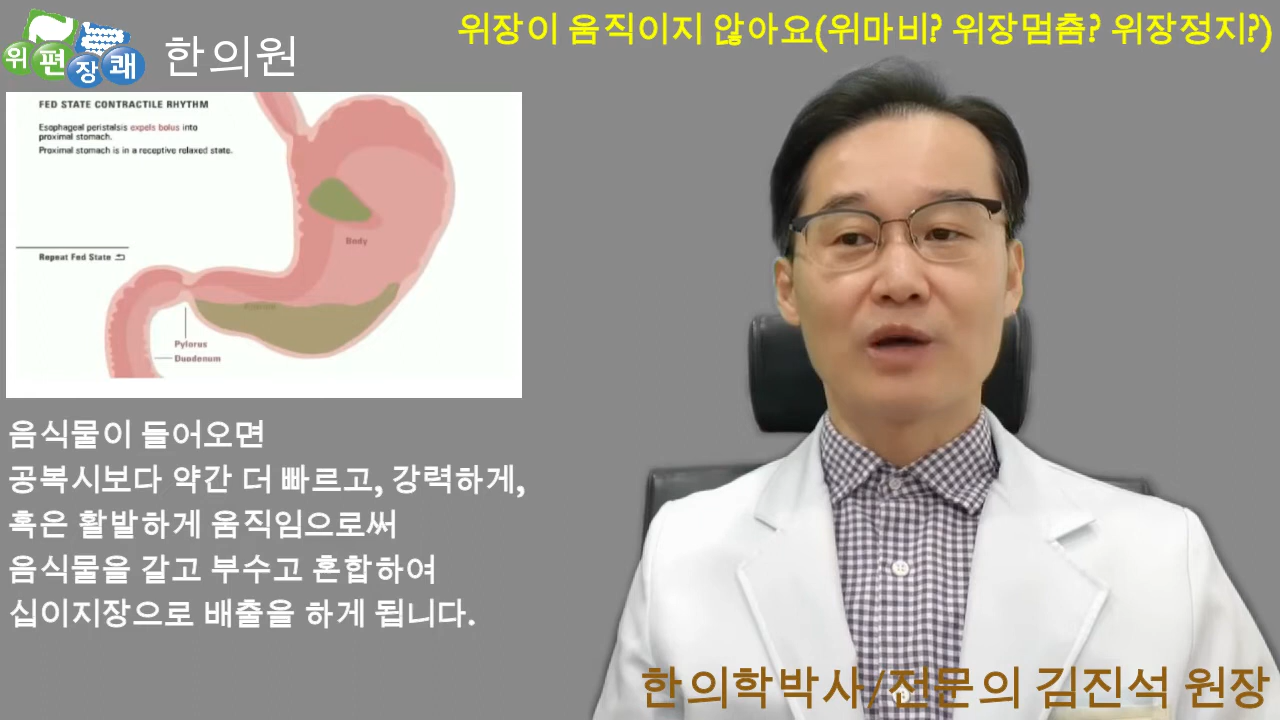 위편장쾌 한의원
위장이 움직이지 않아요(위마비? 위장멈춤? 위장정지?)
FED STATE CONTRACTILE RHYTHM
Esophageal peristalsis expels bolus into
proximal stomach.
Proximal stomach is in a receptive relaxed state.
Body
Repeat Fed State
Pylorus
Duodenum
음식물이 들어오면
공복시보다 약간 더 빠르고, 강력하게,
혹은 활발하게 움직임으로써
음식물을 갈고 부수고 혼합하여
십이지장으로 배출을 하게 됩니다.
한의학박사/전문의 김진석 원장